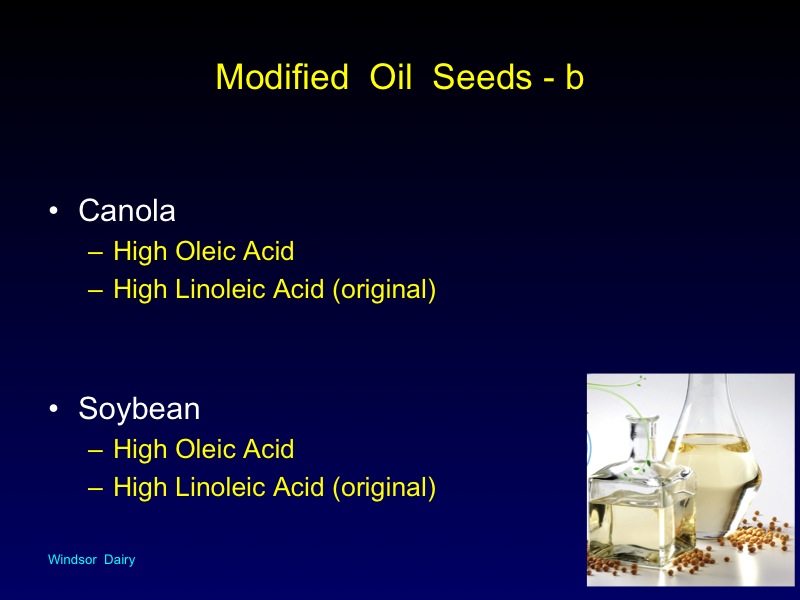 Modified Oil Seeds - b
• Canola
– High Oleic Acid
– High Linoleic Acid (original)
• Soybean
– High Oleic Acid
– High Linoleic Acid (original)
Windsor Dairy